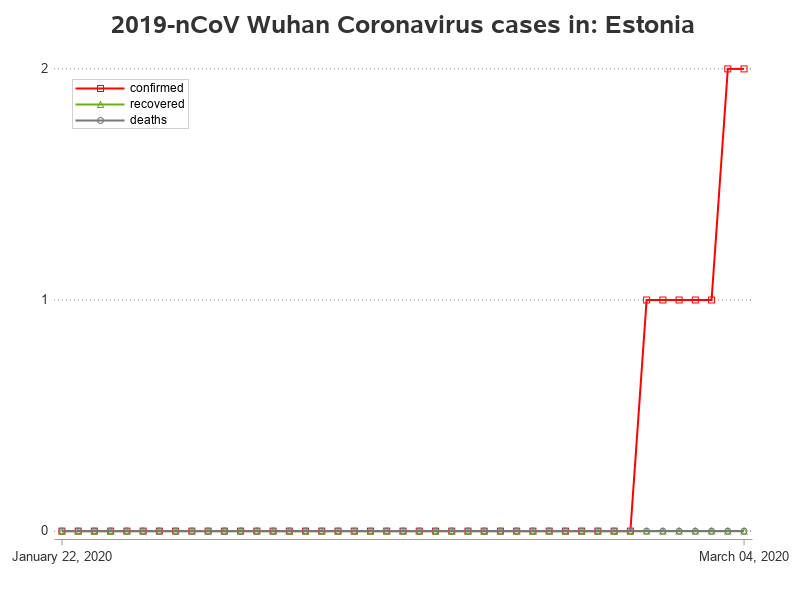 2019-nCoV Wuhan Coronavirus cases in: Estonia
2
confirmed
recovered
deaths
1
0
January 22, 2020
March 04, 2020